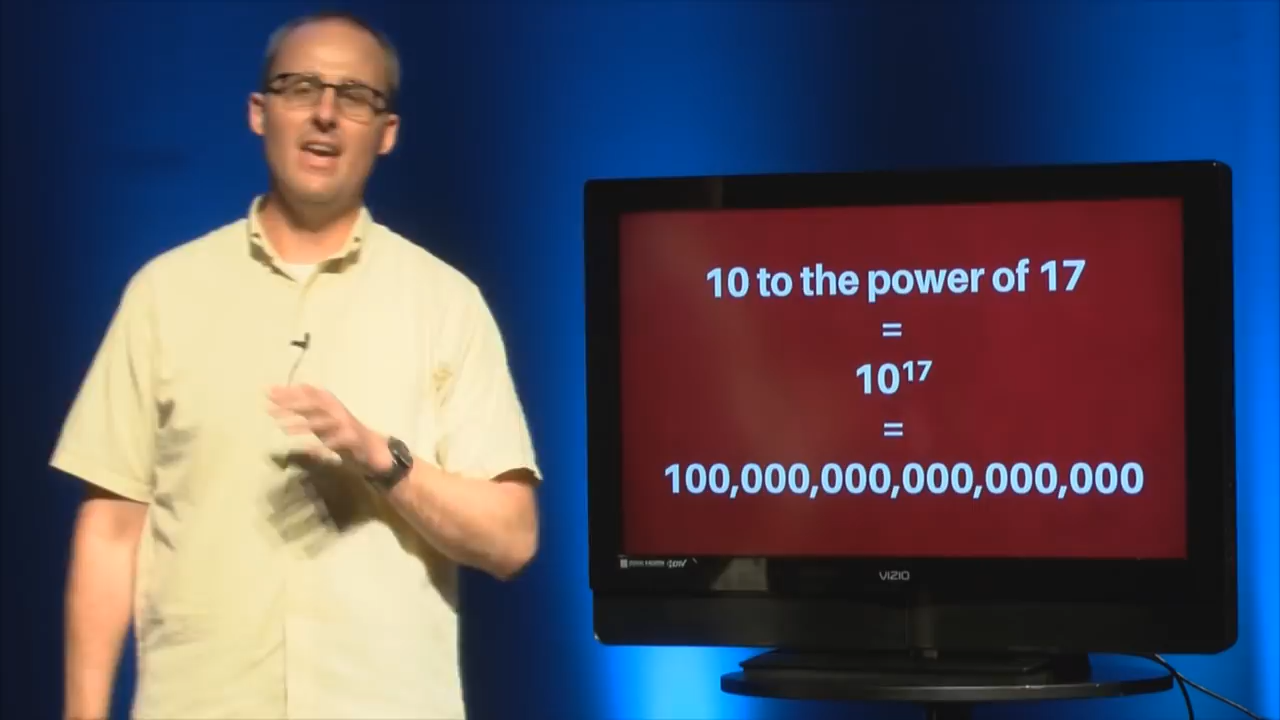 10 to the power of 17
=
10¹⁷
=
100,000,000,000,000,000
VIZIO